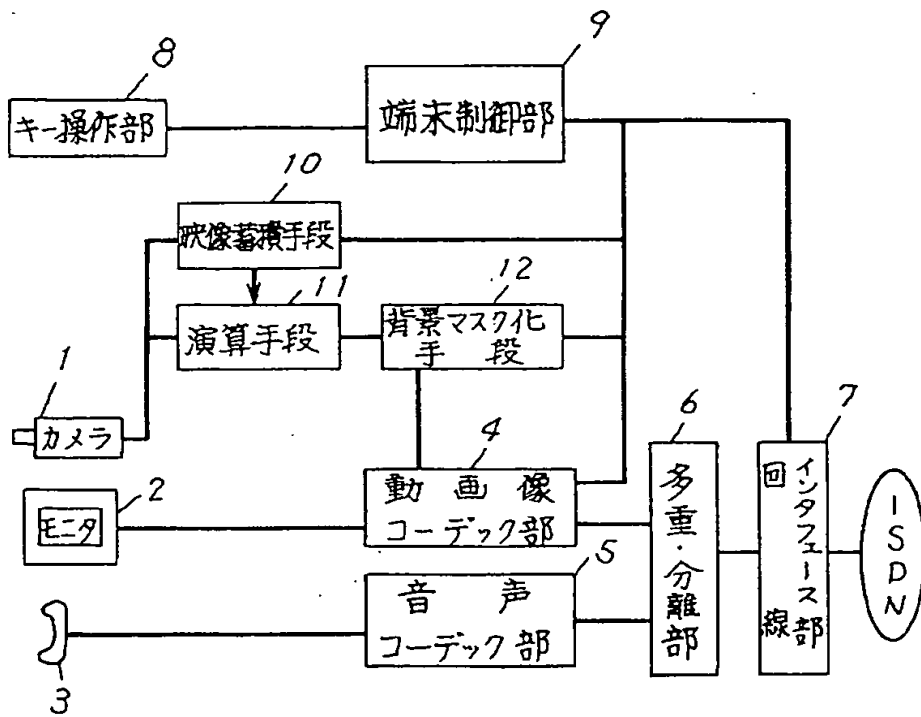 8
9
キー操作部
端末制御部
10
映像蓄積手段
11
12
演算手段
背景マスク化
手段
1
カメラ
4
6
7
動画像
コーデック部
多重・分離部
回線
インタフェース部
ISDN
2
モニタ
5
音声
コーデック部
3